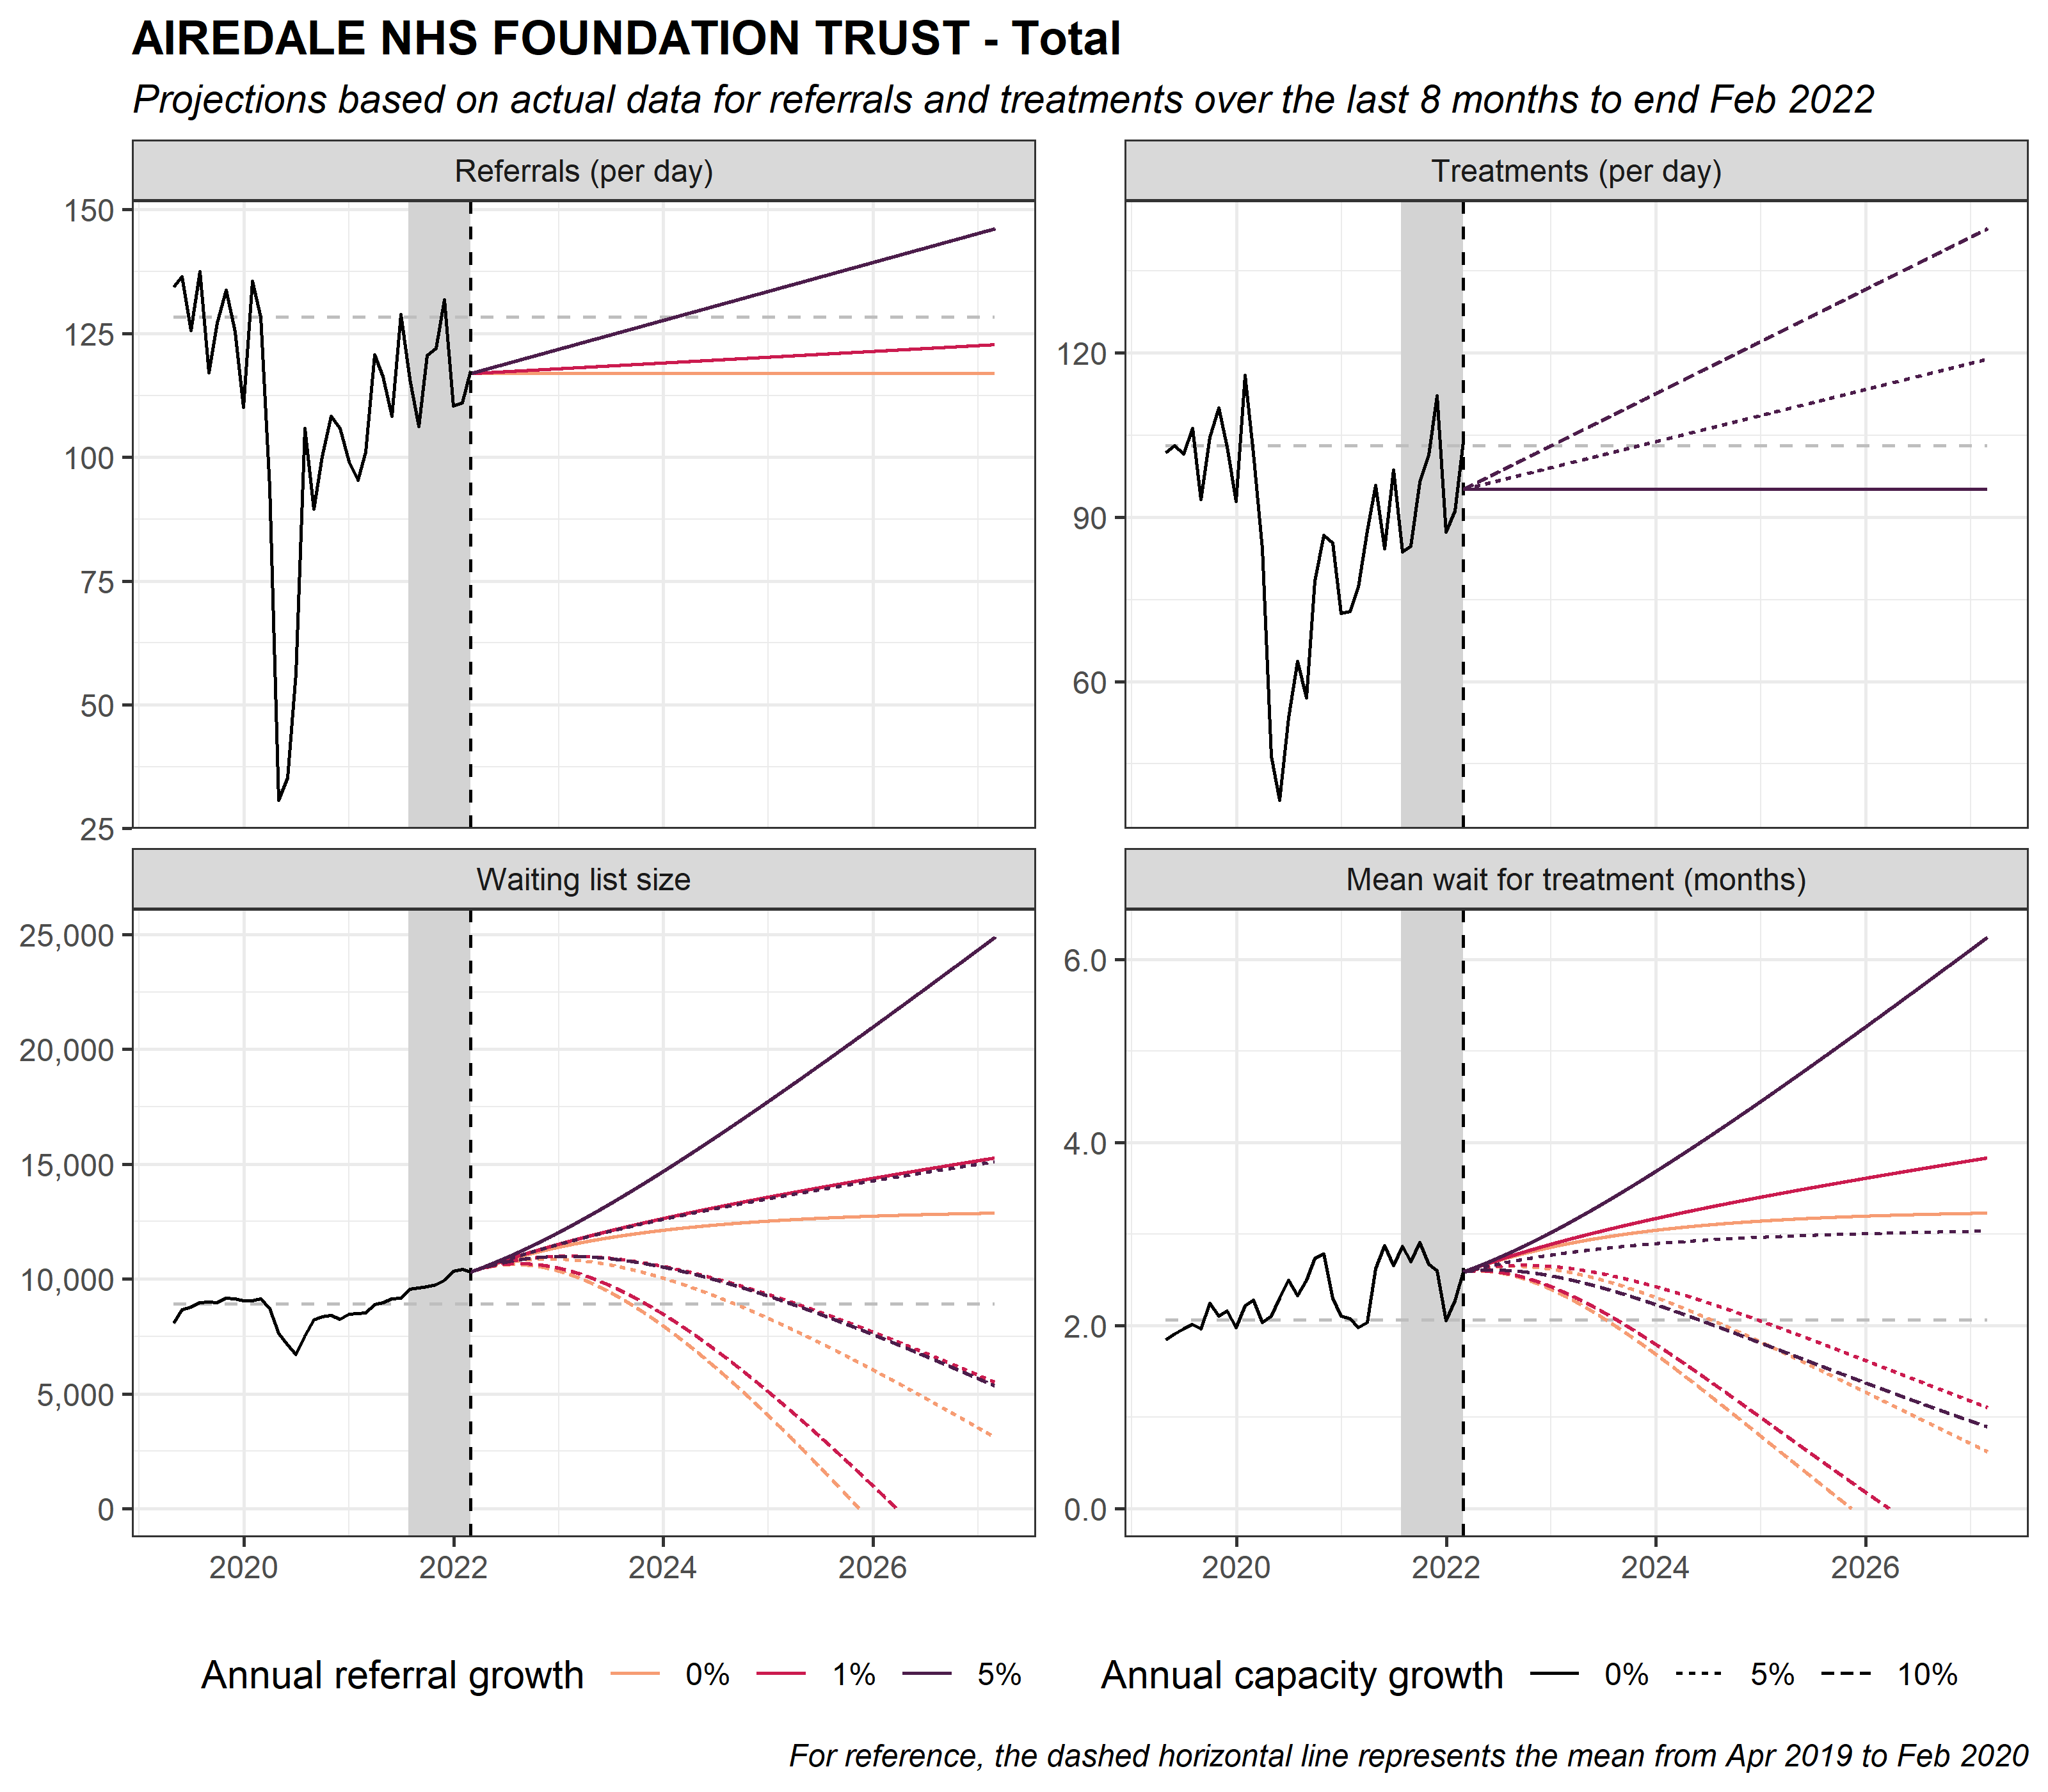 AIREDALE NHS FOUNDATION TRUST - Total
Projections based on actual data for referrals and treatments over the last 8 months to end Feb 2022
Referrals (per day)
150
125
100
75
50
25
Treatments (per day)
120
90
60
Waiting list size
25,000
20,000
15,000
10,000
5,000
0
2020 2022 2024 2026
Mean wait for treatment (months)
6.0
4.0
2.0
0.0
2020 2022 2024 2026
Annual referral growth 0% 1% 5%
Annual capacity growth 0% 5% 10%
For reference, the dashed horizontal line represents the mean from Apr 2019 to Feb 2020